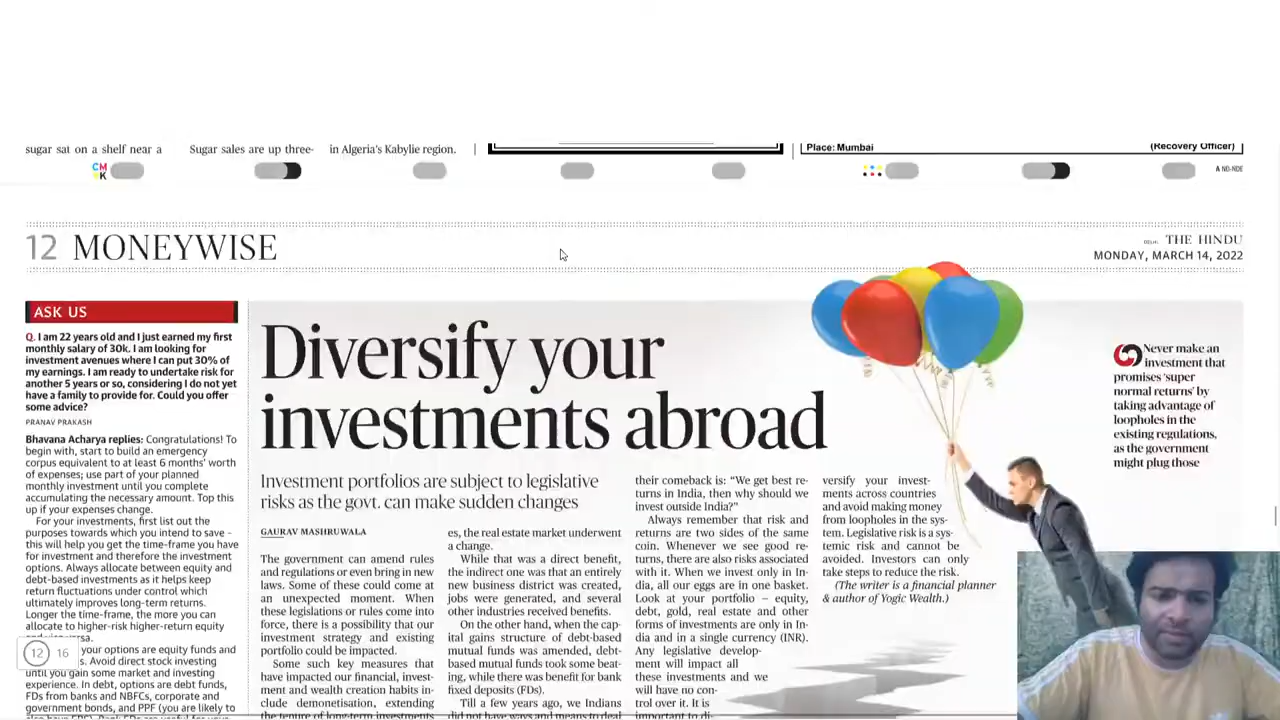 sugar sat on a shelf near a
Sugar sales are up three-
in Algeria's Kabylie region.
Place: Mumbai
(Recovery Officer)
CM
K
A ND-NDE
12 MONEYWISE
DELHI THE HINDU
MONDAY, MARCH 14, 2022
ASK US
Q. I am 22 years old and I just earned my first
monthly salary of 30k. I am looking for
investment avenues where I can put 30% of
my earnings. I am ready to undertake risk for
another 5 years or so, considering I do not yet
have a family to provide for. Could you offer
some advice?
PRANAV PRAKASH
Bhavana Acharya replies: Congratulations! To
begin with, start to build an emergency
corpus equivalent to at least 6 months' worth
of expenses; use part of your planned
monthly investment until you complete
accumulating the necessary amount. Top this
up if your expenses change.
For your investments, first list out the
purposes towards which you intend to save –
this will help you get the time-frame you have
for investment and therefore the investment
options. Always allocate between equity and
debt-based investments as it helps keep
return fluctuations under control which
ultimately improves long-term returns.
Longer the time-frame, the more you can
allocate to higher-risk higher-return equity
your options are equity funds and
s. Avoid direct stock investing
until you gain some market and investing
experience. In debt, options are debt funds,
FDs from banks and NBFCs, corporate and
government bonds, and PPF (you are likely to
12 16
Diversify your
investments abroad
Investment portfolios are subject to legislative
risks as the govt. can make sudden changes
GAURAV MASHRUWALA
The government can amend rules
and regulations or even bring in new
laws. Some of these could come at
an unexpected moment. When
these legislations or rules come into
force, there is a possibility that our
investment strategy and existing
portfolio could be impacted.
Some such key measures that
have impacted our financial, invest-
ment and wealth creation habits in-
clude demonetisation, extending
the tenure of long-term investments
es, the real estate market underwent
a change.
While that was a direct benefit,
the indirect one was that an entirely
new business district was created,
jobs were generated, and several
other industries received benefits.
On the other hand, when the cap-
ital gains structure of debt-based
mutual funds was amended, debt-
based mutual funds took some beat-
ing, while there was benefit for bank
fixed deposits (FDs).
Till a few years ago, we Indians
did not have ways and means to deal
their comeback is: “We get best re-
turns in India, then why should we
invest outside India?”
Always remember that risk and
returns are two sides of the same
coin. Whenever we see good re-
turns, there are also risks associated
with it. When we invest only in In-
dia, all our eggs are in one basket.
Look at your portfolio – equity,
debt, gold, real estate and other
forms of investments are only in In-
dia and in a single currency (INR).
Any legislative develop-
ment will impact all
these investments and we
will have no con-
trol over it. It is
important to di-
versify your invest-
ments across countries
and avoid making money
from loopholes in the sys-
tem. Legislative risk is a sys-
temic risk and cannot be
avoided. Investors can only
take steps to reduce the risk.
(The writer is a financial planner
& author of Yogic Wealth.)
Never make an
investment that
promises ‘super
normal returns’ by
taking advantage of
loopholes in the
existing regulations,
as the government
might plug those